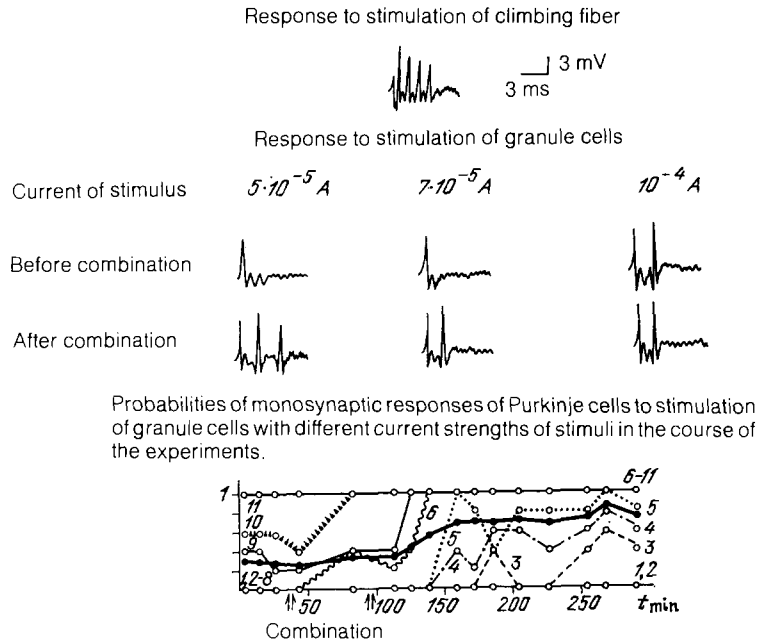 Response to stimulation of climbing fiber
3 mV
3 ms
Response to stimulation of granule cells
Current of stimulus 5·10⁻⁵ A 7·10⁻⁵ A 10⁻⁴ A
Before combination
After combination
Probabilities of monosynaptic responses of Purkinje cells to stimulation
of granule cells with different current strengths of stimuli in the course of
the experiments.
1
11
10
9
1,2-8
6
5
4
3
6-11
5
4
3
1,2
50 100 150 200 250 t min
Combination